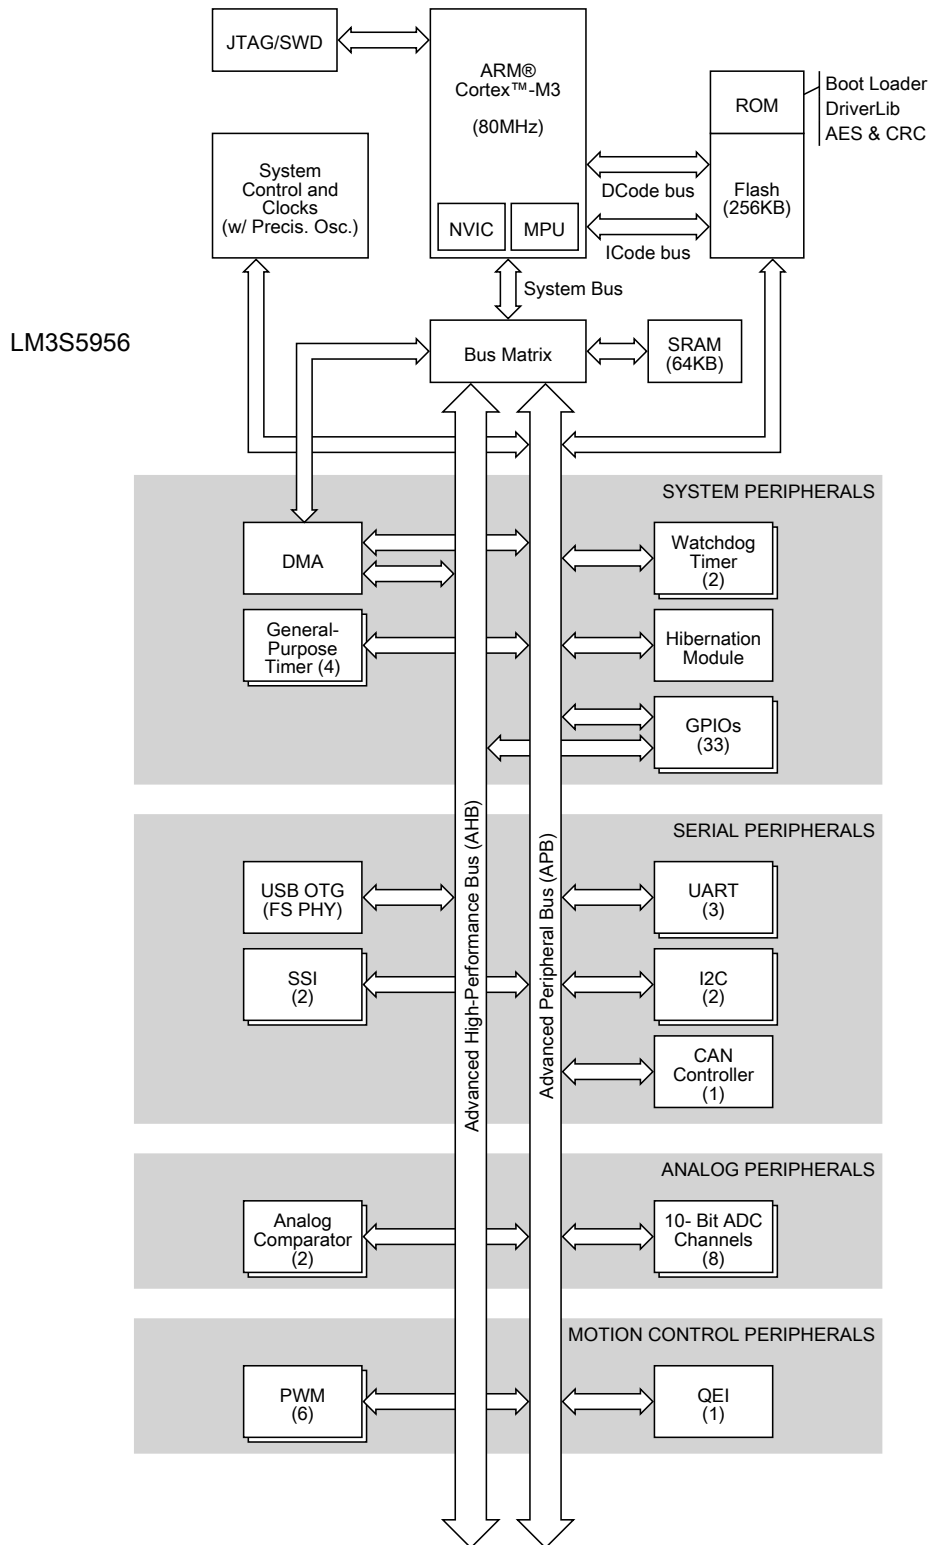 JTAG/SWD
ARM®
Cortex™-M3
(80MHz)
NVIC
MPU
ROM
Boot Loader
DriverLib
AES & CRC
Flash
(256KB)
DCode bus
ICode bus
System
Control and
Clocks
(w/ Precis. Osc.)
System Bus
LM3S5956
Bus Matrix
SRAM
(64KB)
SYSTEM PERIPHERALS
DMA
Watchdog
Timer
(2)
General-
Purpose
Timer (4)
Hibernation
Module
GPIOs
(33)
Advanced High-Performance Bus (AHB)
Advanced Peripheral Bus (APB)
SERIAL PERIPHERALS
USB OTG
(FS PHY)
UART
(3)
SSI
(2)
I2C
(2)
CAN
Controller
(1)
ANALOG PERIPHERALS
Analog
Comparator
(2)
10- Bit ADC
Channels
(8)
MOTION CONTROL PERIPHERALS
PWM
(6)
QEI
(1)